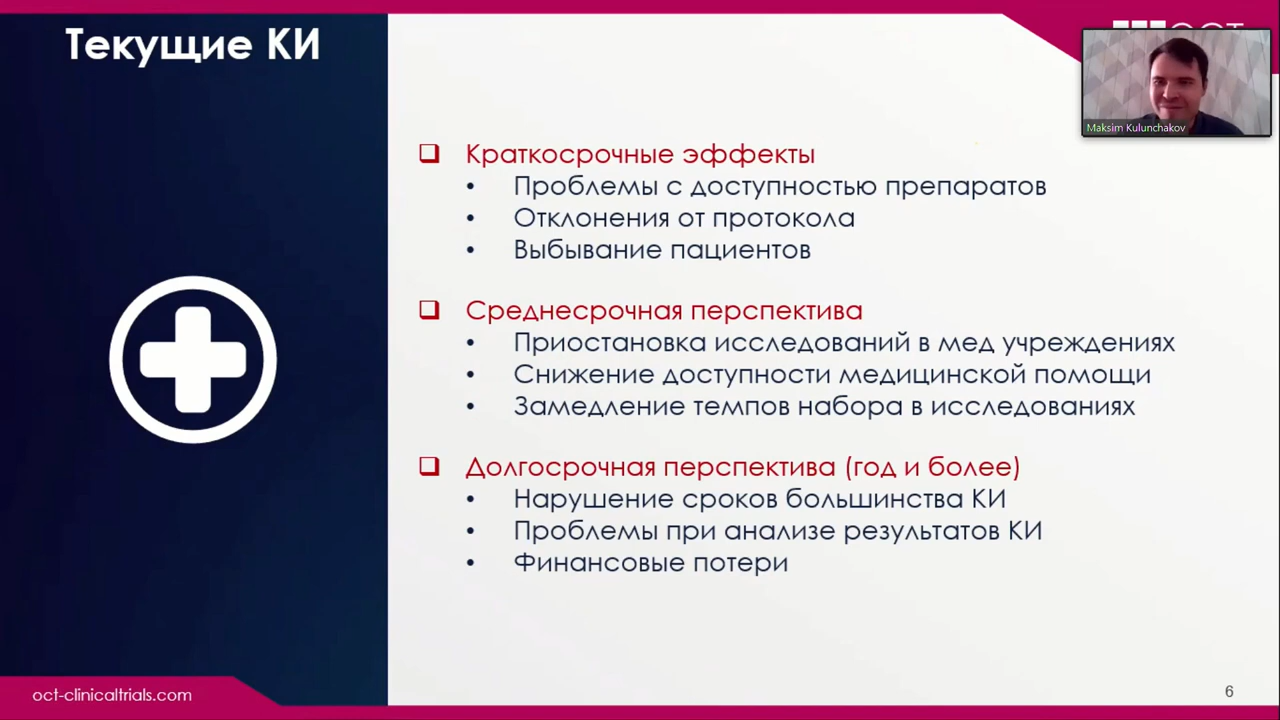 Текущие КИ
Maksim Kulunchakov
❑ Краткосрочные эффекты
• Проблемы с доступностью препаратов
• Отклонения от протокола
• Выбывание пациентов
❑ Среднесрочная перспектива
• Приостановка исследований в мед учреждениях
• Снижение доступности медицинской помощи
• Замедление темпов набора в исследованиях
❑ Долгосрочная перспектива (год и более)
• Нарушение сроков большинства КИ
• Проблемы при анализе результатов КИ
• Финансовые потери
oct-clinicaltrials.com
6